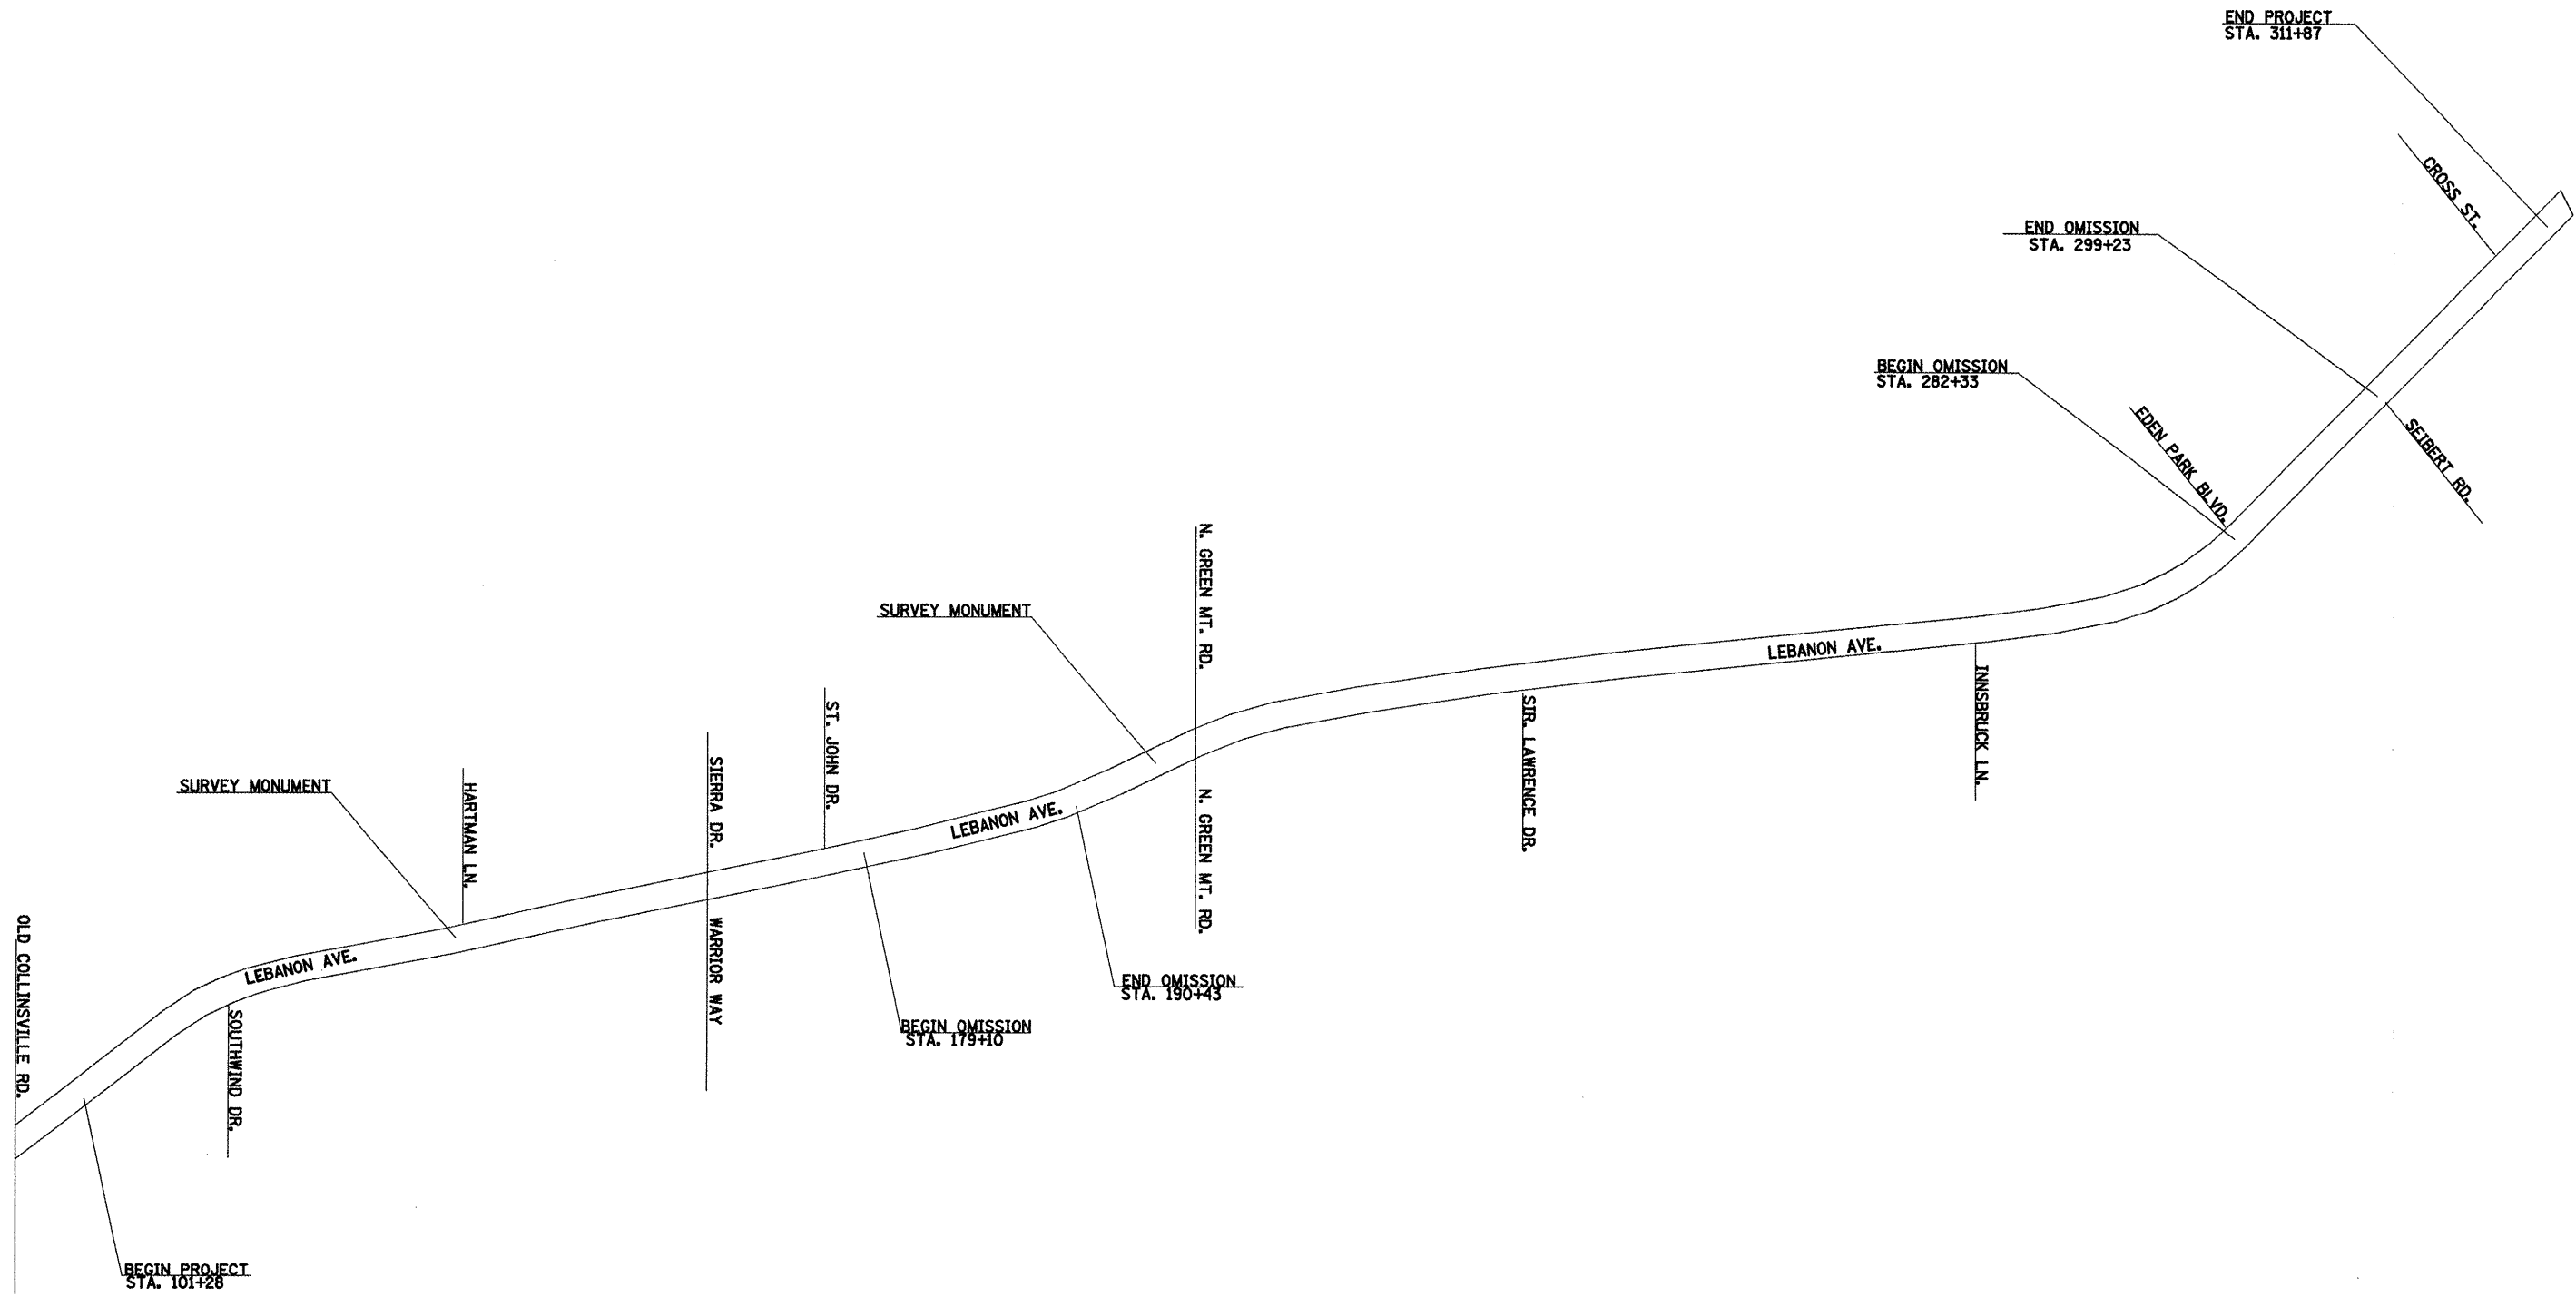 END PROJECT
STA. 311+87
CROSS ST.
END OMISSION
STA. 299+23
BEGIN OMISSION
STA. 282+33
EDEN PARK BLVD.
SEIBERT RD.
N. GREEN MT. RD.
SURVEY MONUMENT
LEBANON AVE.
INNSBRUCK LN.
SIR. LAWRENCE DR.
ST. JOHN DR.
SIERRA DR.
SURVEY MONUMENT
HARTMAN LN.
LEBANON AVE.
N. GREEN MT. RD.
OLD COLLINSVILLE RD.
WARRIOR WAY
LEBANON AVE.
END OMISSION
STA. 190+43
SOUTHWIND DR.
BEGIN OMISSION
STA. 179+10
BEGIN PROJECT
STA. 101+28